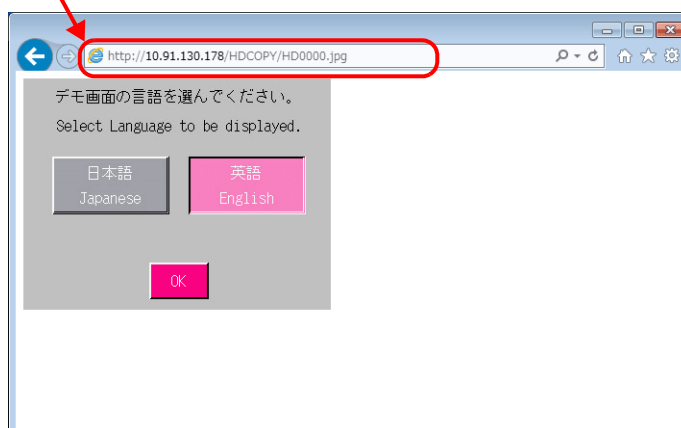 http://10.91.130.178/HDCOPY/HD0000.jpg
デモ画面の言語を選んでください。
Select Language to be displayed.
日本語
Japanese
英語
English
OK